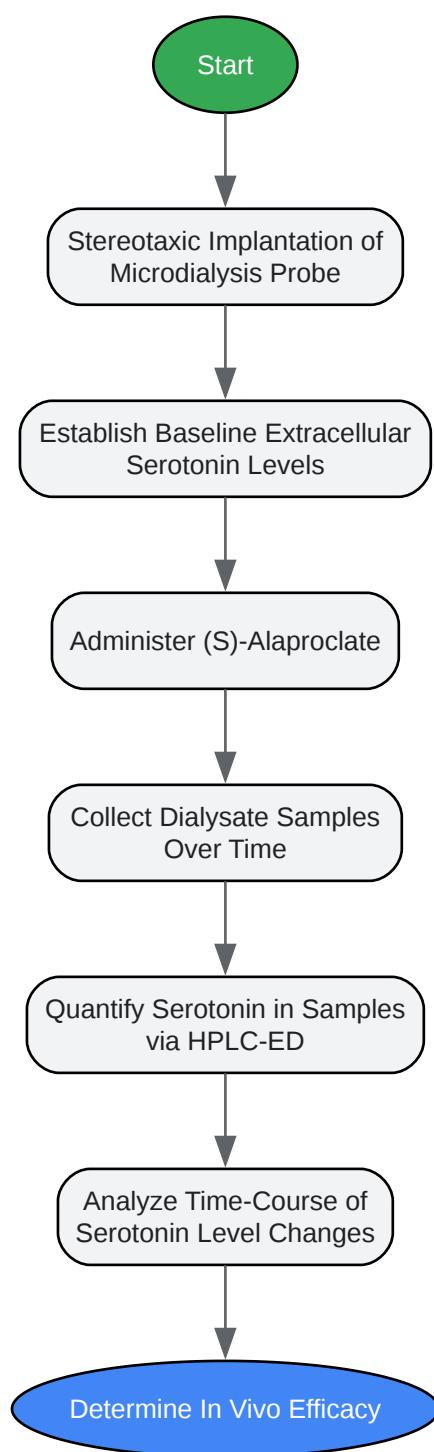 Start
Stereotaxic Implantation of
Microdialysis Probe
Establish Baseline Extracellular
Serotonin Levels
Administer (S)-Alaproclate
Collect Dialysate Samples
Over Time
Quantify Serotonin in Samples
via HPLC-ED
Analyze Time-Course of
Serotonin Level Changes
Determine In Vivo Efficacy